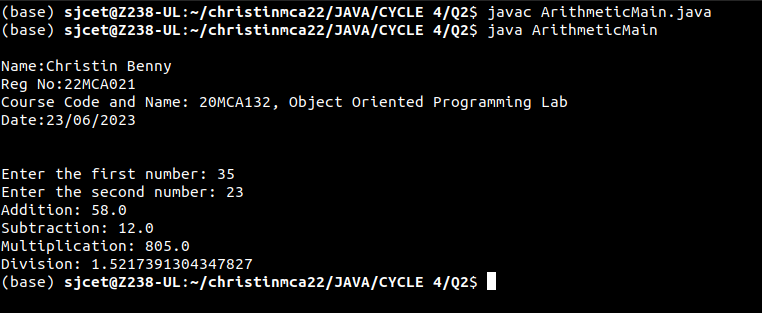 (base) sjcet@Z238-UL:~/christinmca22/JAVA/CYCLE 4/Q2$ javac ArithmeticMain.java
(base) sjcet@Z238-UL:~/christinmca22/JAVA/CYCLE 4/Q2$ java ArithmeticMain
Name:Christin Benny
Reg No:22MCA021
Course Code and Name: 20MCA132, Object Oriented Programming Lab
Date:23/06/2023
Enter the first number: 35
Enter the second number: 23
Addition: 58.0
Subtraction: 12.0
Multiplication: 805.0
Division: 1.5217391304347827
(base) sjcet@Z238-UL:~/christinmca22/JAVA/CYCLE 4/Q2$